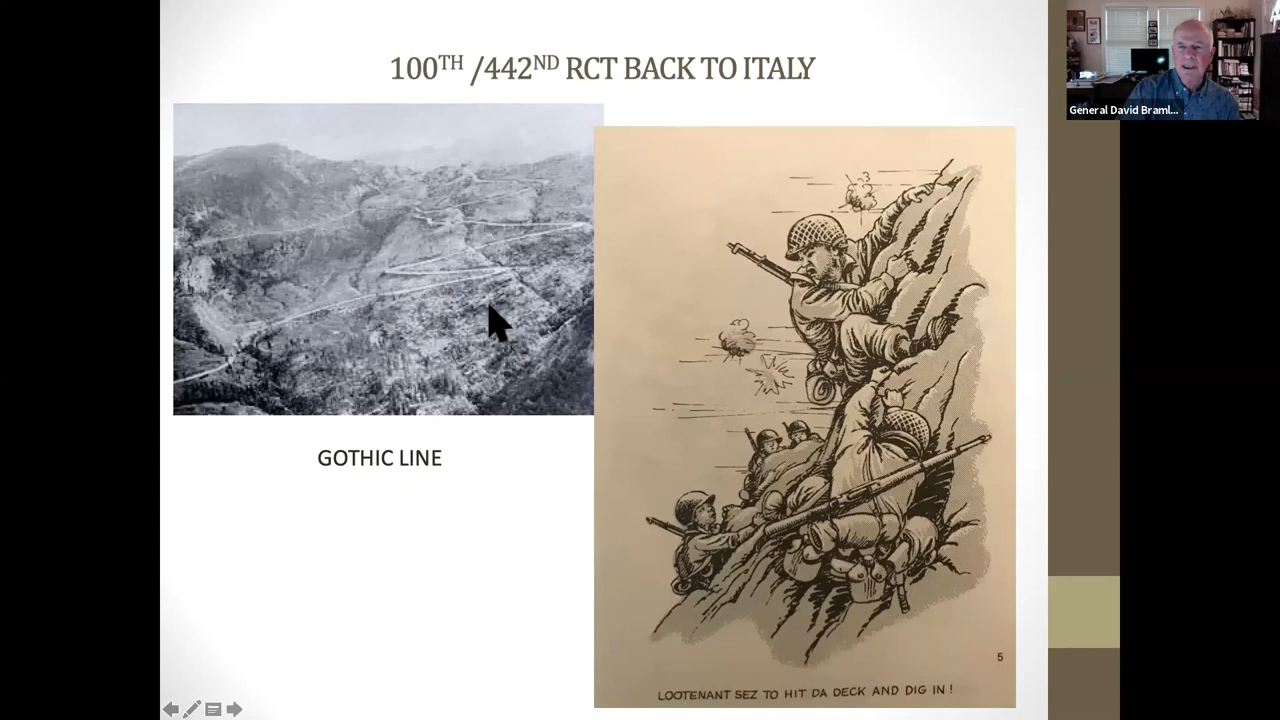 100TH /442ND RCT BACK TO ITALY
General David Braml...
GOTHIC LINE
5
LOOTENANT SEZ TO HIT DA DECK AND DIG IN!